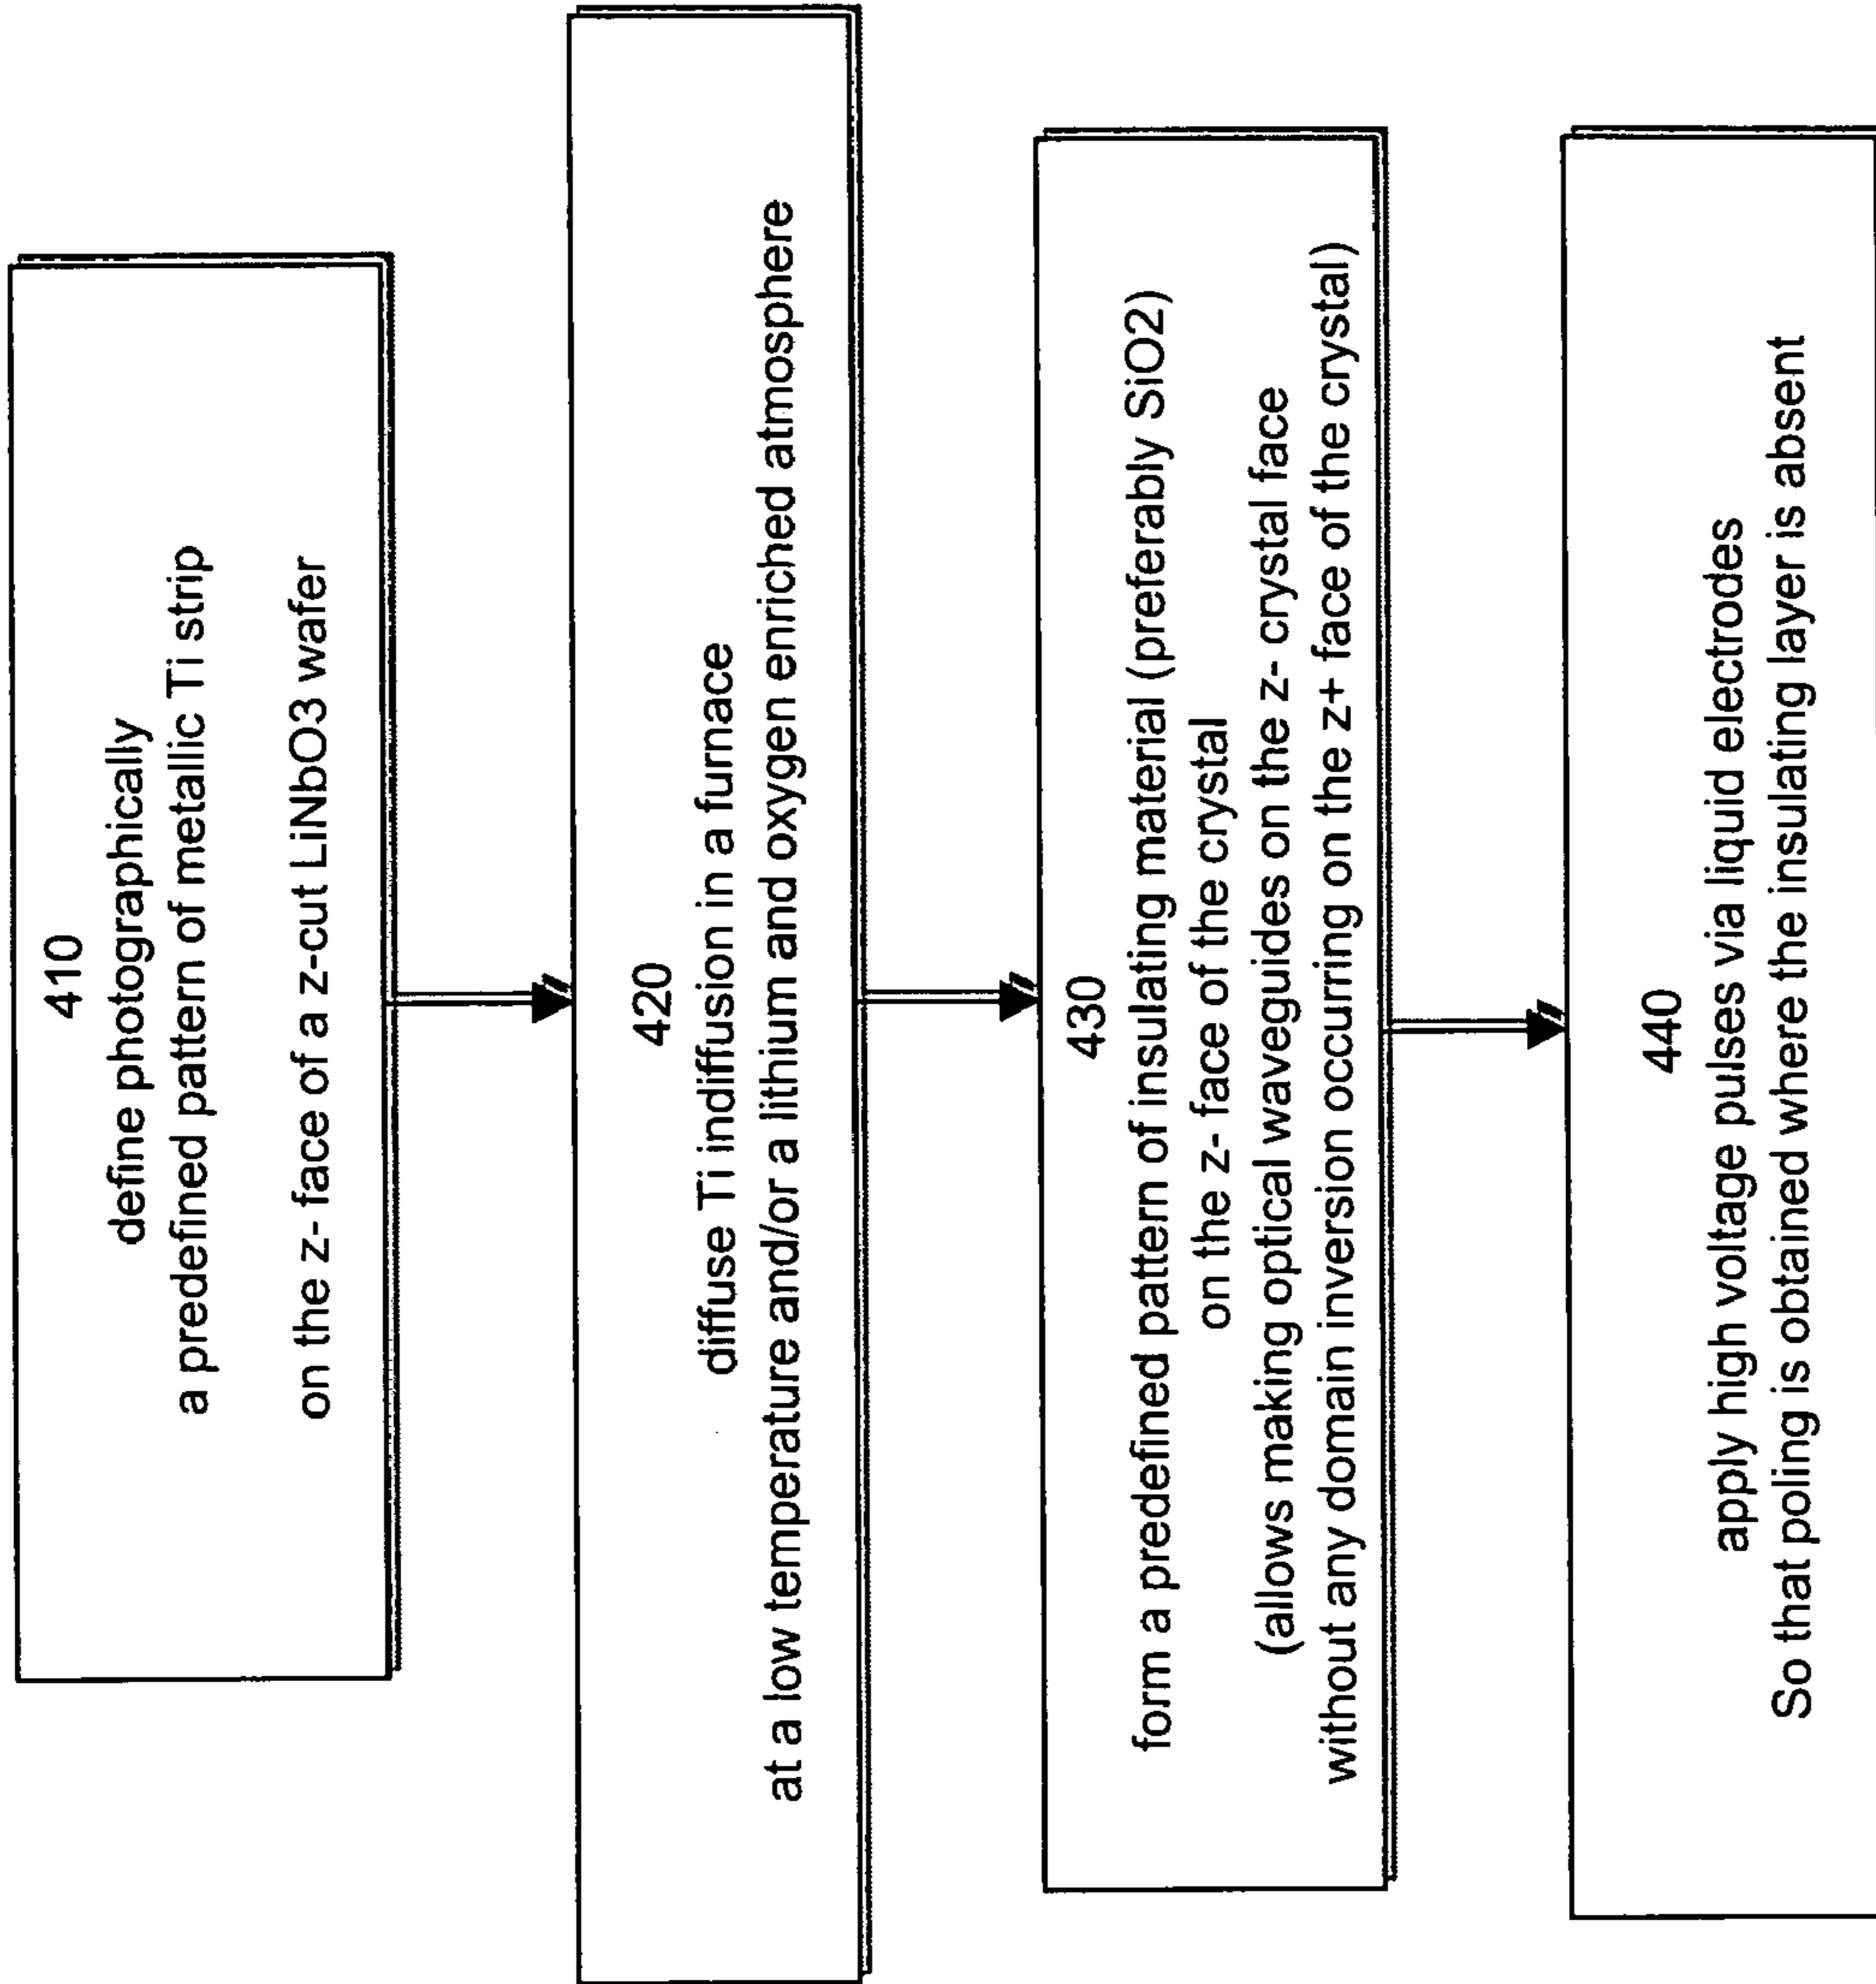 410
define photographically
a predefined pattern of metallic Ti strip
on the z- face of a z-cut LiNbO3 wafer
420
diffuse Ti indiffusion in a furnace
at a low temperature and/or a lithium and oxygen enriched atmosphere
430
form a predefined pattern of insulating material (preferably SiO2)
on the z- face of the crystal
(allows making optical waveguides on the z- crystal face
without any domain inversion occurring on the z+ face of the crystal)
440
apply high voltage pulses via liquid electrodes
So that poling is obtained where the insulating layer is absent